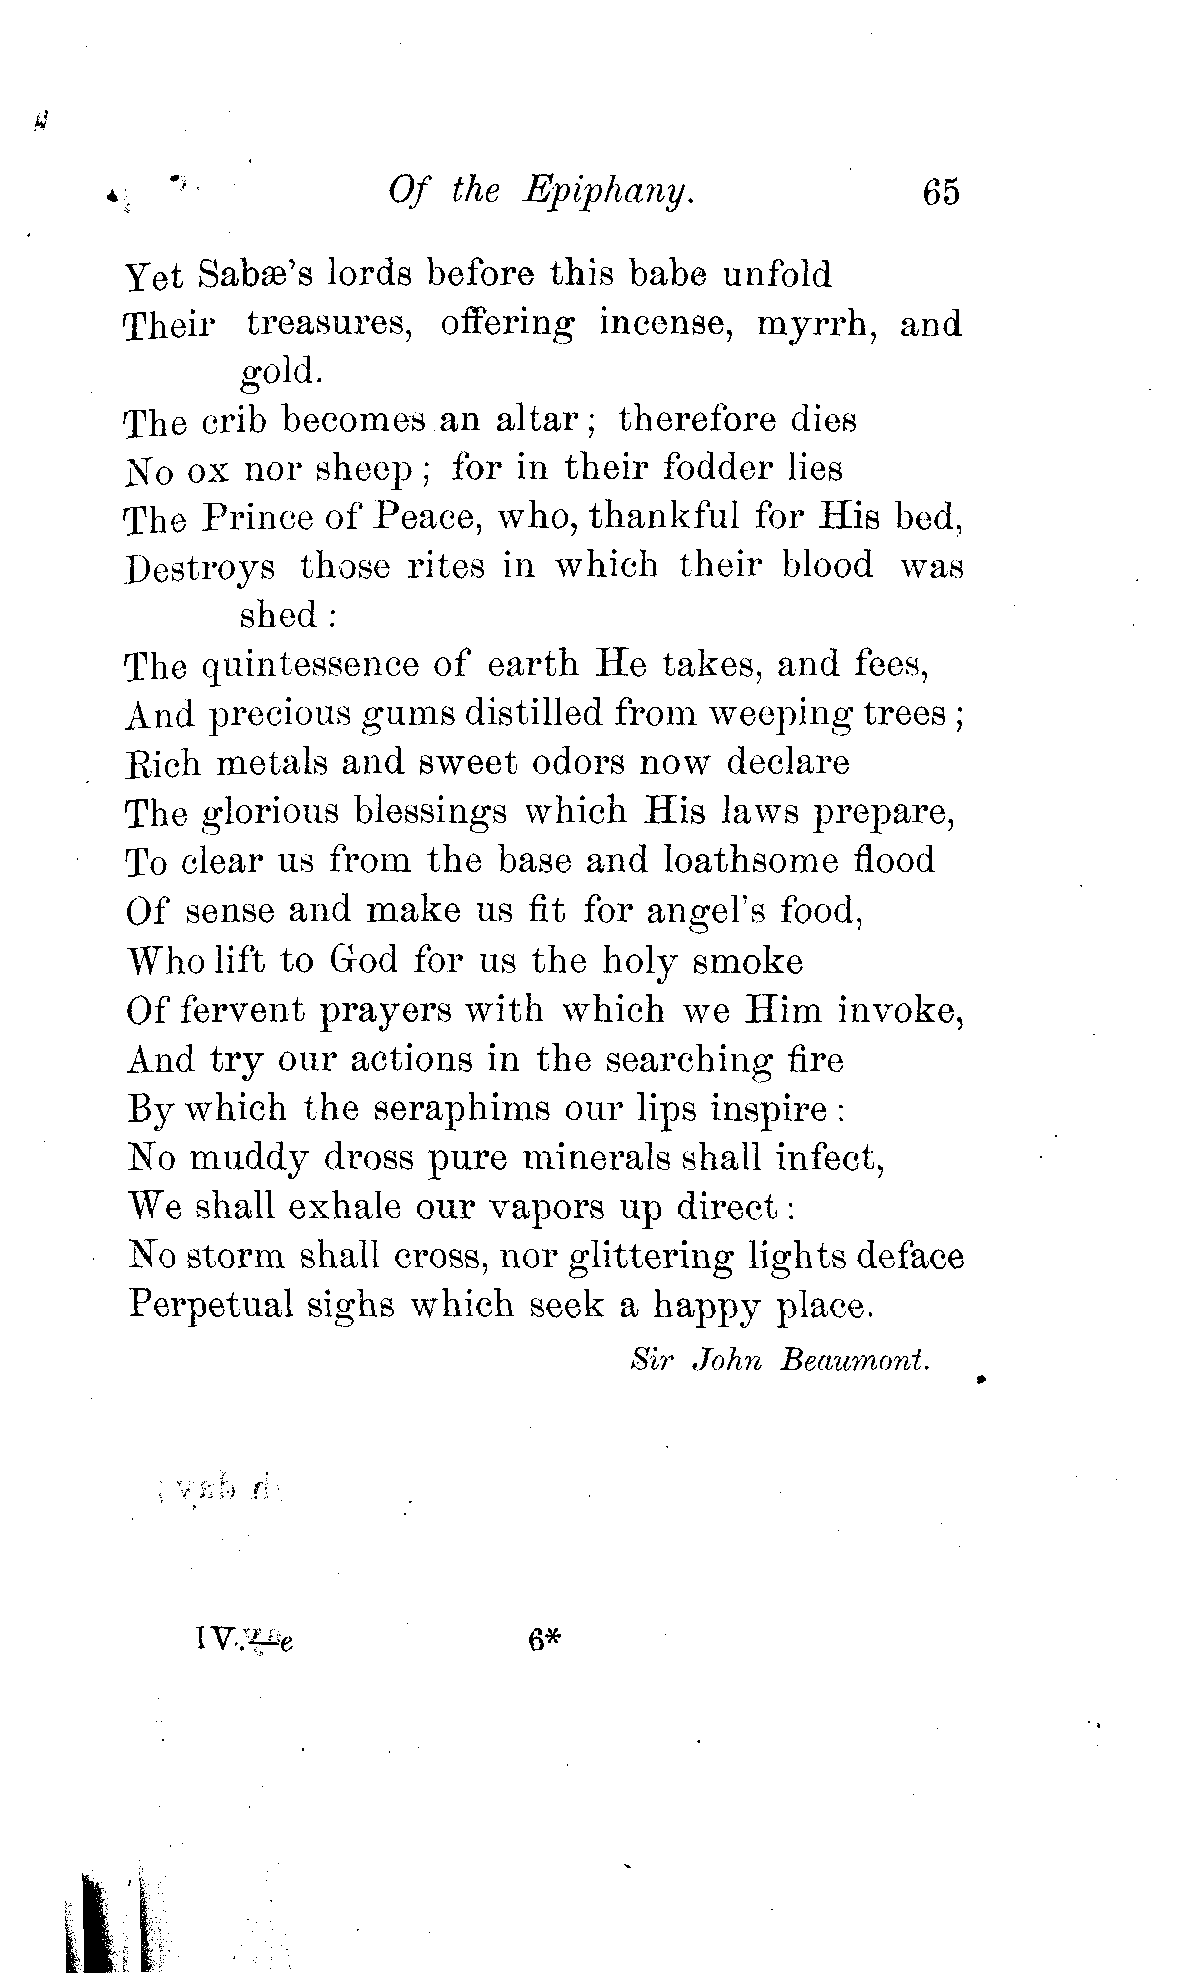 Of the Epiphany. 65
Yet Sabæ's lords before this babe unfold
Their treasures, offering incense, myrrh, and
gold.
The crib becomes an altar; therefore dies
No ox nor sheep; for in their fodder lies
The Prince of Peace, who, thankful for His bed,
Destroys those rites in which their blood was
shed:
The quintessence of earth He takes, and fees,
And precious gums distilled from weeping trees;
Rich metals and sweet odors now declare
The glorious blessings which His laws prepare,
To clear us from the base and loathsome flood
Of sense and make us fit for angel's food,
Who lift to God for us the holy smoke
Of fervent prayers with which we Him invoke,
And try our actions in the searching fire
By which the seraphims our lips inspire:
No muddy dross pure minerals shall infect,
We shall exhale our vapors up direct:
No storm shall cross, nor glittering lights deface
Perpetual sighs which seek a happy place.
Sir John Beaumont.
IV.—e 6*